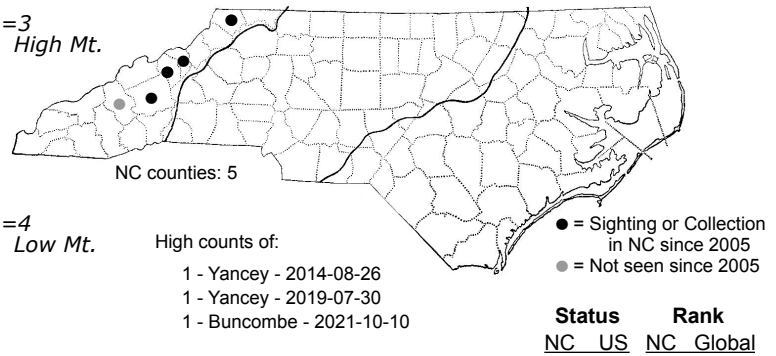 =3
High Mt.
NC counties: 5
=4
Low Mt.
High counts of:
1 - Yancey - 2014-08-26
1 - Yancey - 2019-07-30
1 - Buncombe - 2021-10-10
● = Sighting or Collection
in NC since 2005
● = Not seen since 2005
Status Rank
NC US NC Global